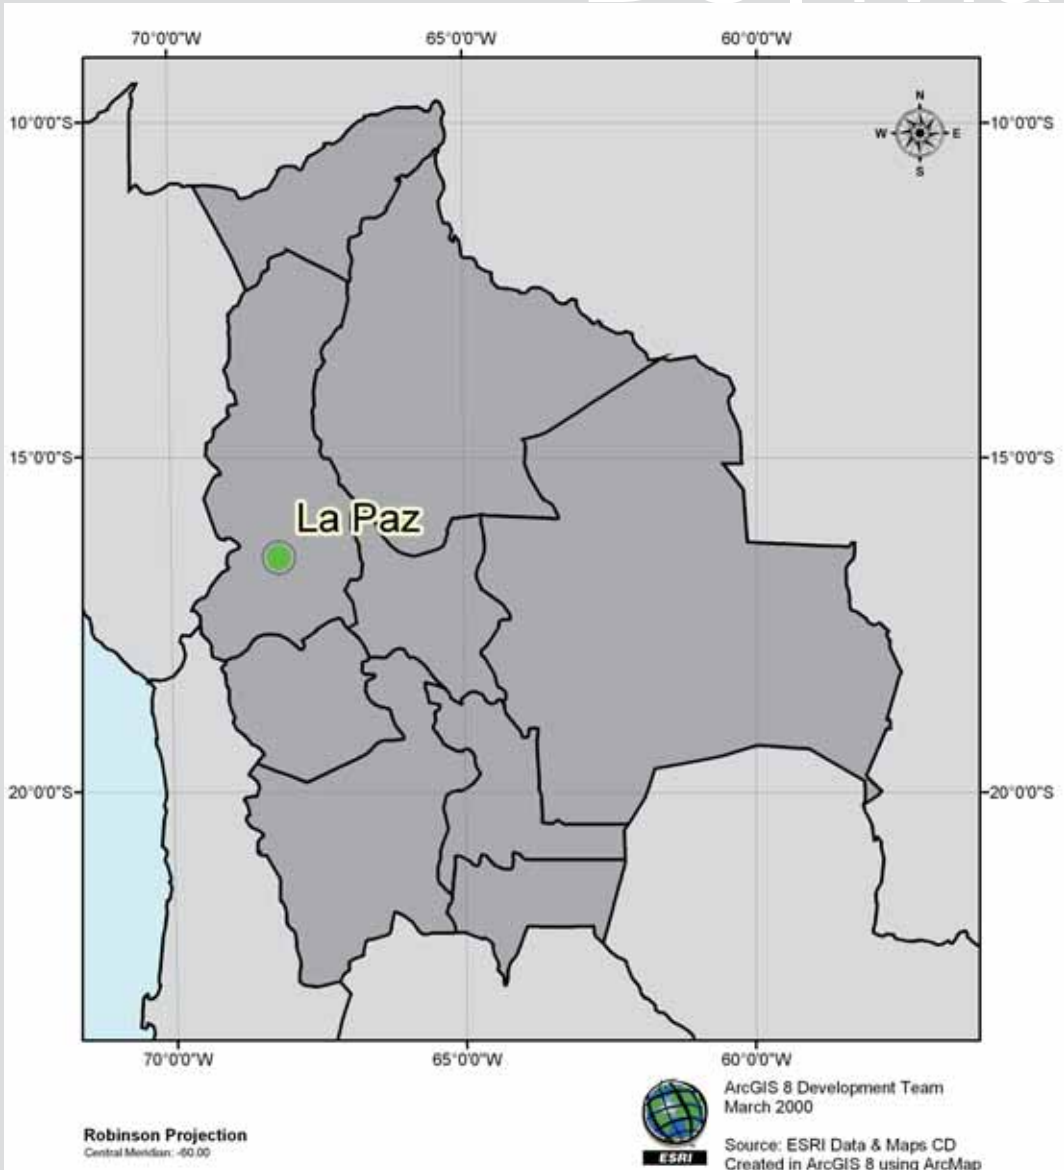 70°0'0"W 65°0'0"W 60°0'0"W
N
10°0'0"S W E 10°0'0"S
S
15°0'0"S 15°0'0"S
La Paz
20°0'0"S 20°0'0"S
70°0'0"W 65°0'0"W 60°0'0"W
ArcGIS 8 Development Team
March 2000
Robinson Projection
Central Meridian: -60.00
Source: ESRI Data & Maps CD
ESRI
Created in ArcGIS 8 using ArcMap